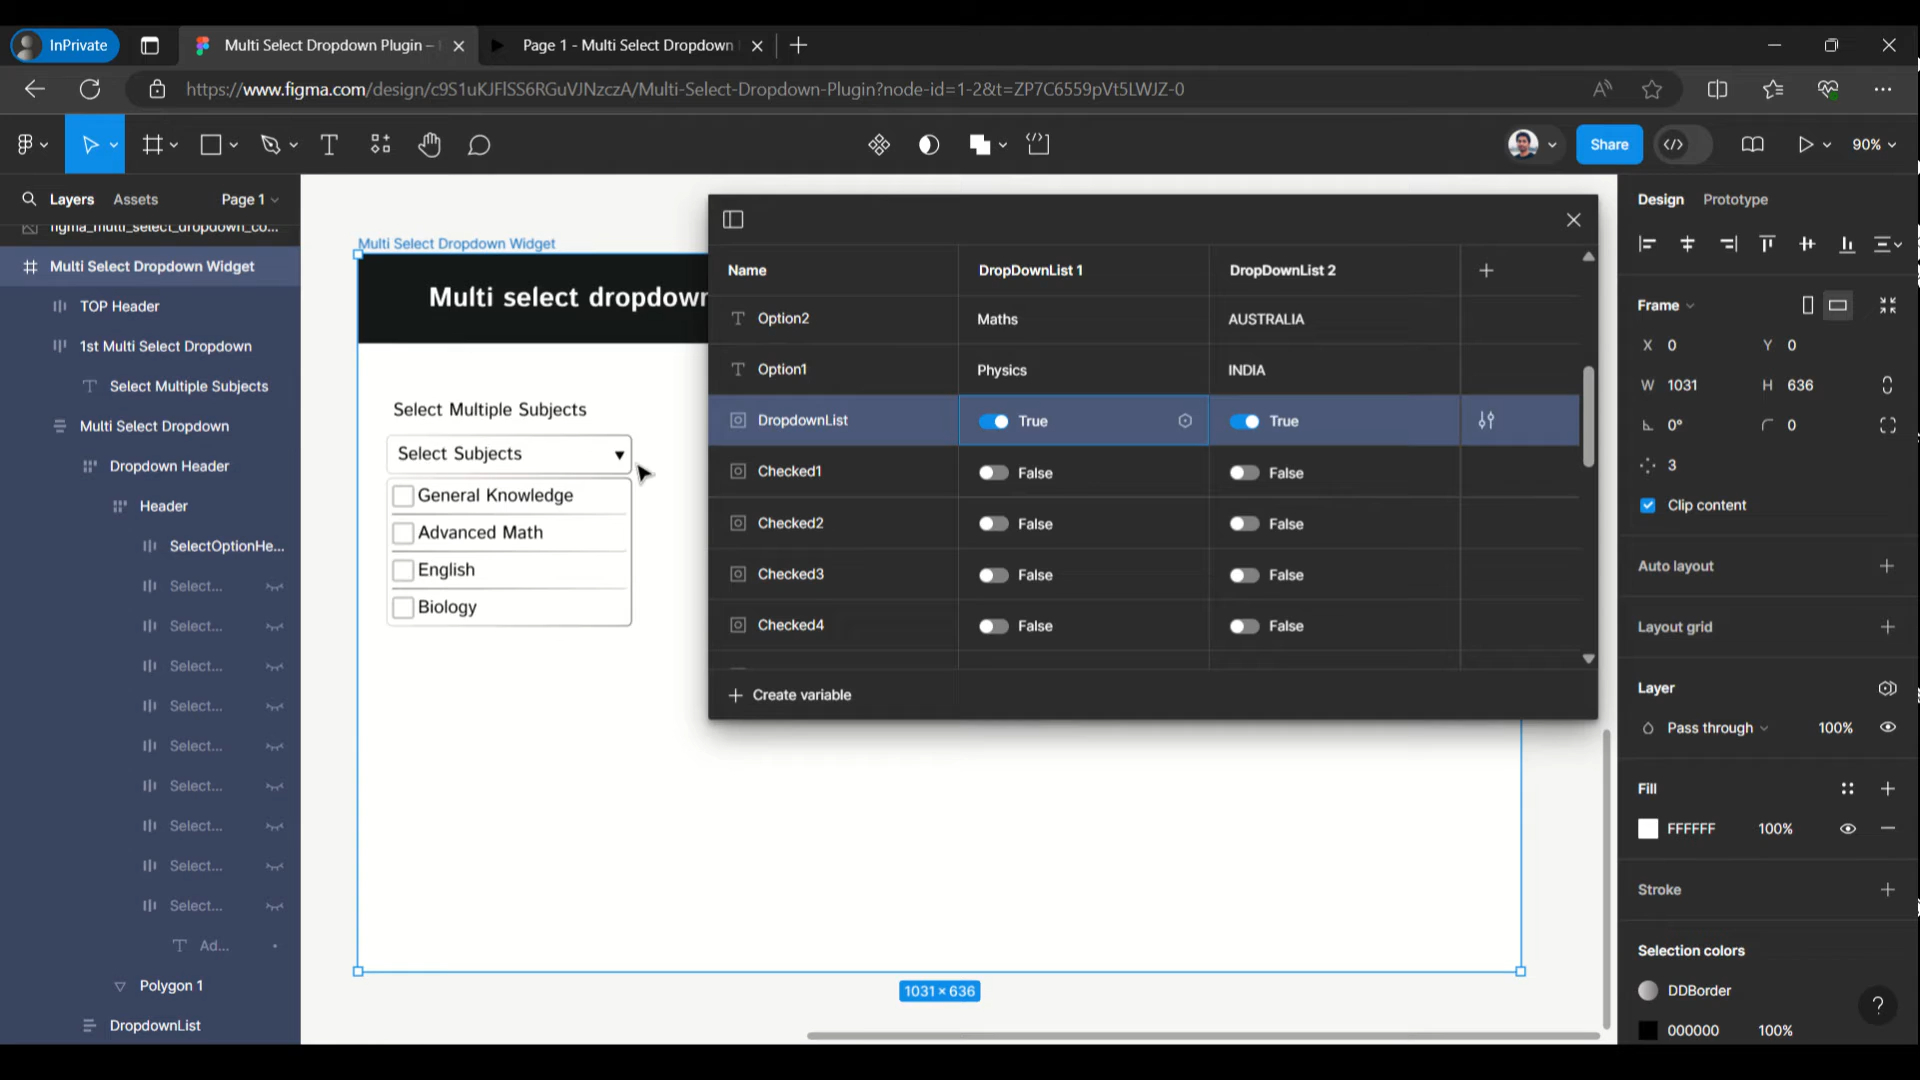 InPrivate
Multi Select Dropdown Plugin –
Page 1 - Multi Select Dropdown
https://www.figma.com/design/c9S1uKJFlSS6RGuVJNzczA/Multi-Select-Dropdown-Plugin?node-id=1-2&t=ZP7C6559pVt5LWJZ-0
Share
90%
Layers
Assets
Page 1
figma_multi_select_dropdown_co...
Multi Select Dropdown Widget
TOP Header
1st Multi Select Dropdown
Select Multiple Subjects
Multi Select Dropdown
Dropdown Header
Header
SelectOptionHe...
Select...
Select...
Select...
Select...
Select...
Select...
Select...
Select...
Select...
Ad...
Polygon 1
DropdownList
Multi Select Dropdown Widget
Multi select dropdown
Select Multiple Subjects
Select Subjects
General Knowledge
Advanced Math
English
Biology
1031 × 636
Name DropDownList 1 DropDownList 2
Option2 Maths AUSTRALIA
Option1 Physics INDIA
DropdownList True True
Checked1 False False
Checked2 False False
Checked3 False False
Checked4 False False
Create variable
Design
Prototype
Frame
X 0 Y 0
W 1031 H 636
0° 0
3
Clip content
Auto layout
Layout grid
Layer
Pass through 100%
Fill
FFFFFF 100%
Stroke
Selection colors
DDBorder
000000 100%
?